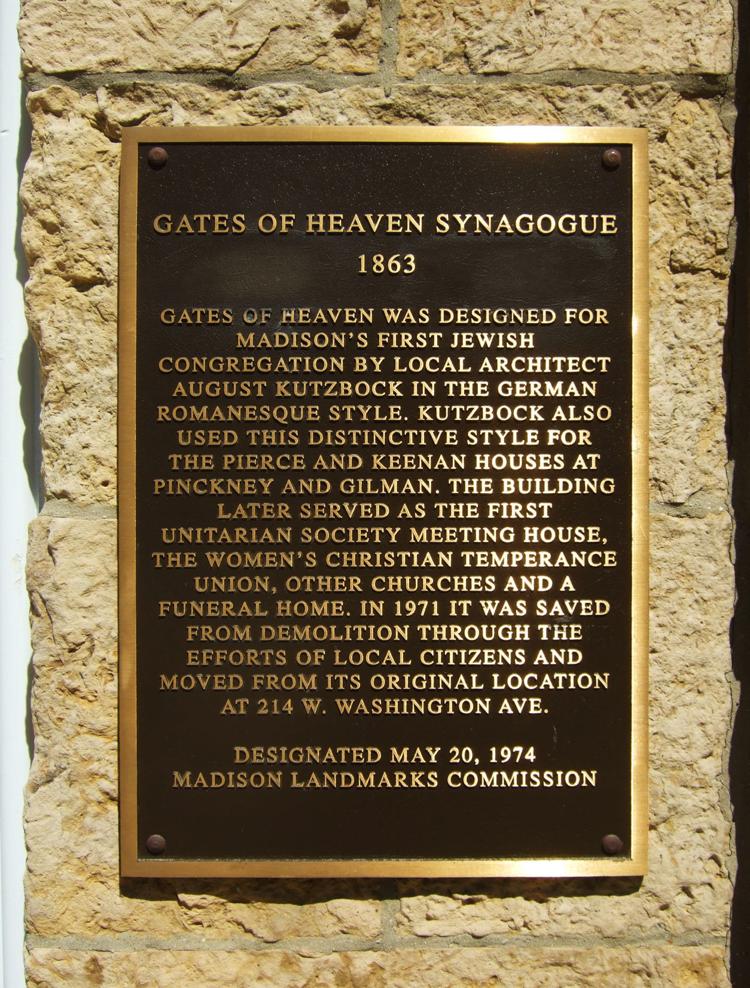 GATES OF HEAVEN SYNAGOGUE
1863
GATES OF HEAVEN WAS DESIGNED FOR
MADISON'S FIRST JEWISH
CONGREGATION BY LOCAL ARCHITECT
AUGUST KUTZBOCK IN THE GERMAN
ROMANESQUE STYLE. KUTZBOCK ALSO
USED THIS DISTINCTIVE STYLE FOR
THE PIERCE AND KEENAN HOUSES AT
PINCKNEY AND GILMAN. THE BUILDING
LATER SERVED AS THE FIRST
UNITARIAN SOCIETY MEETING HOUSE,
THE WOMEN'S CHRISTIAN TEMPERANCE
UNION, OTHER CHURCHES AND A
FUNERAL HOME. IN 1971 IT WAS SAVED
FROM DEMOLITION THROUGH THE
EFFORTS OF LOCAL CITIZENS AND
MOVED FROM ITS ORIGINAL LOCATION
AT 214 W. WASHINGTON AVE.
DESIGNATED MAY 20, 1974
MADISON LANDMARKS COMMISSION